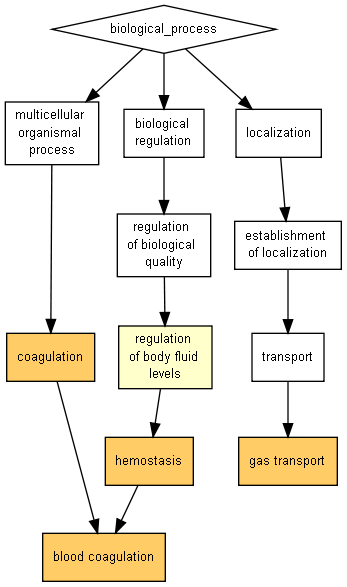 biological_process
multicellular
organismal
process
biological
regulation
localization
regulation
of biological
quality
establishment
of localization
coagulation
regulation
of body fluid
levels
transport
hemostasis
gas transport
blood coagulation